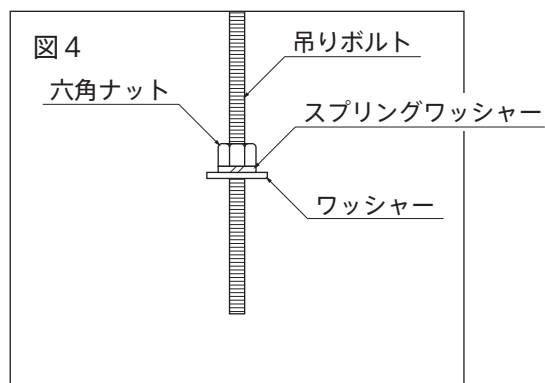 図４
吊りボルト
六角ナット
スプリングワッシャー
ワッシャー